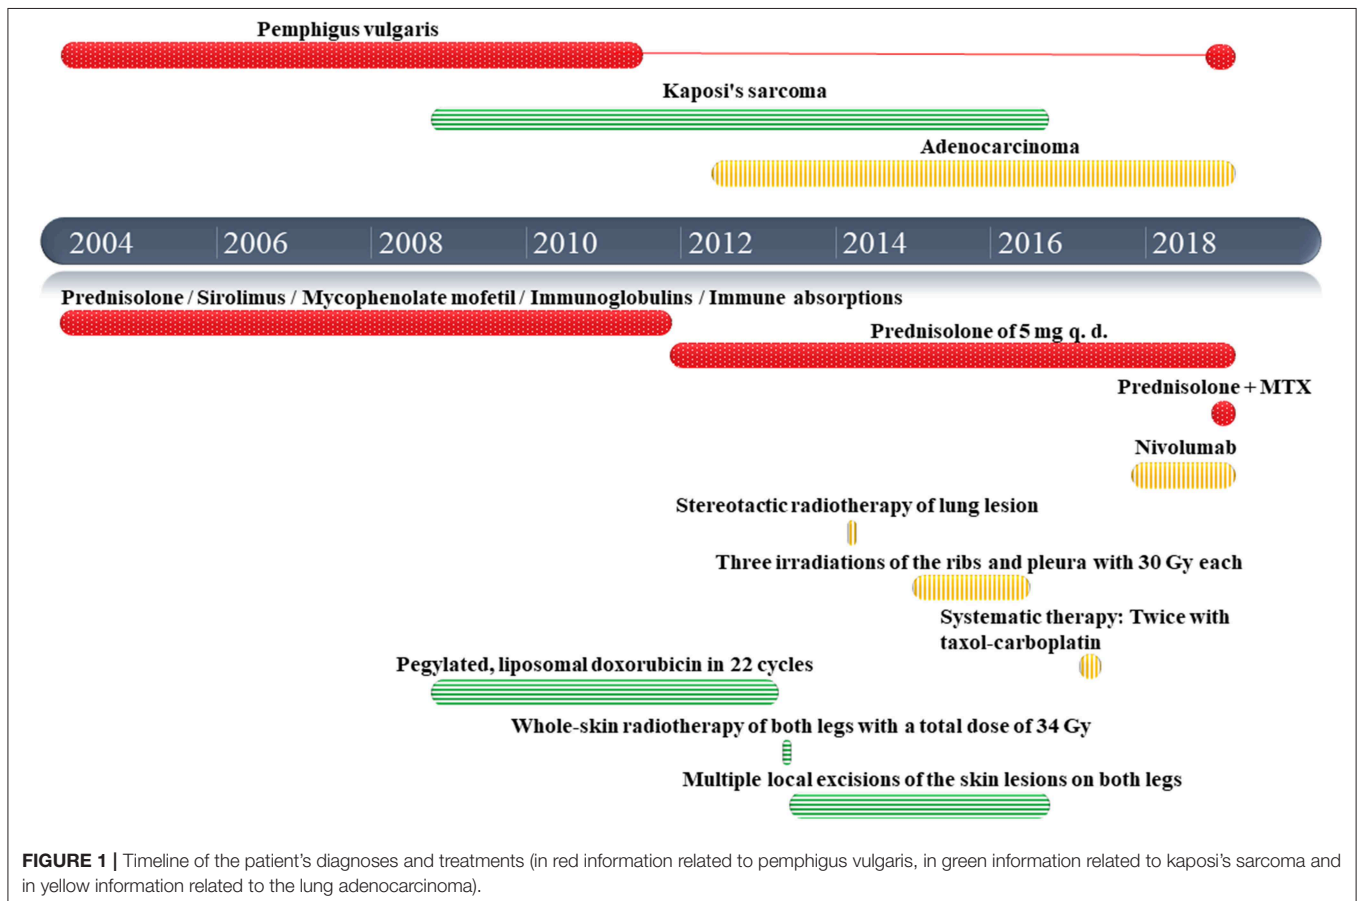 Pemphigus vulgaris
Kaposi's sarcoma
Adenocarcinoma
2004 2006 2008 2010 2012 2014 2016 2018
Prednisolone / Sirolimus / Mycophenolate mofetil / Immunoglobulins / Immune absorptions
Prednisolone of 5 mg q. d.
Prednisolone + MTX
Nivolumab
Stereotactic radiotherapy of lung lesion
Three irradiations of the ribs and pleura with 30 Gy each
Systematic therapy: Twice with
taxol-carboplatin
Pegylated, liposomal doxorubicin in 22 cycles
Whole-skin radiotherapy of both legs with a total dose of 34 Gy
Multiple local excisions of the skin lesions on both legs
FIGURE 1 | Timeline of the patient's diagnoses and treatments (in red information related to pemphigus vulgaris, in green information related to kaposi's sarcoma and
in yellow information related to the lung adenocarcinoma).